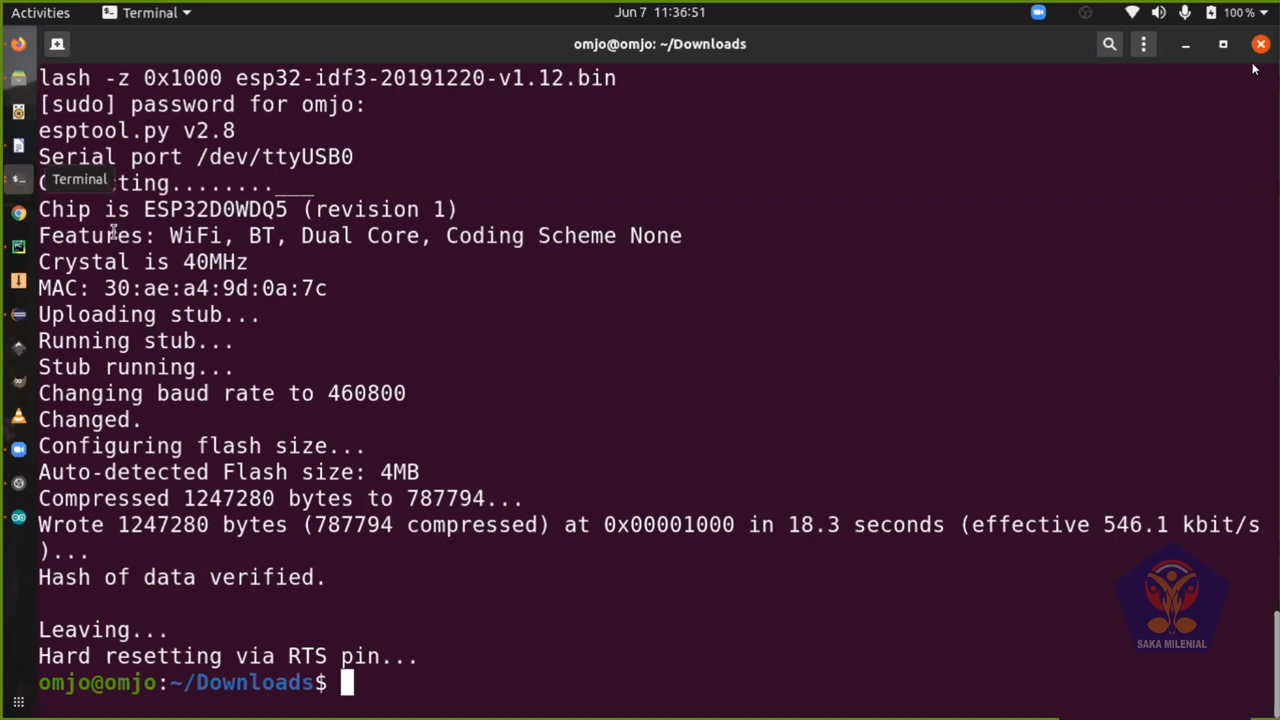 Activities
Terminal
Jun 7 11:36:51
100 %
omjo@omjo: ~/Downloads
lash -z 0x1000 esp32-idf3-20191220-v1.12.bin
[sudo] password for omjo:
esptool.py v2.8
Serial port /dev/ttyUSB0
Terminal
C ting........___
Chip is ESP32D0WDQ5 (revision 1)
Features: WiFi, BT, Dual Core, Coding Scheme None
Crystal is 40MHz
MAC: 30:ae:a4:9d:0a:7c
Uploading stub...
Running stub...
Stub running...
Changing baud rate to 460800
Changed.
Configuring flash size...
Auto-detected Flash size: 4MB
Compressed 1247280 bytes to 787794...
Wrote 1247280 bytes (787794 compressed) at 0x00001000 in 18.3 seconds (effective 546.1 kbit/s
)...
Hash of data verified.
Leaving...
Hard resetting via RTS pin...
omjo@omjo:~/Downloads$
SAKA MILENIAL